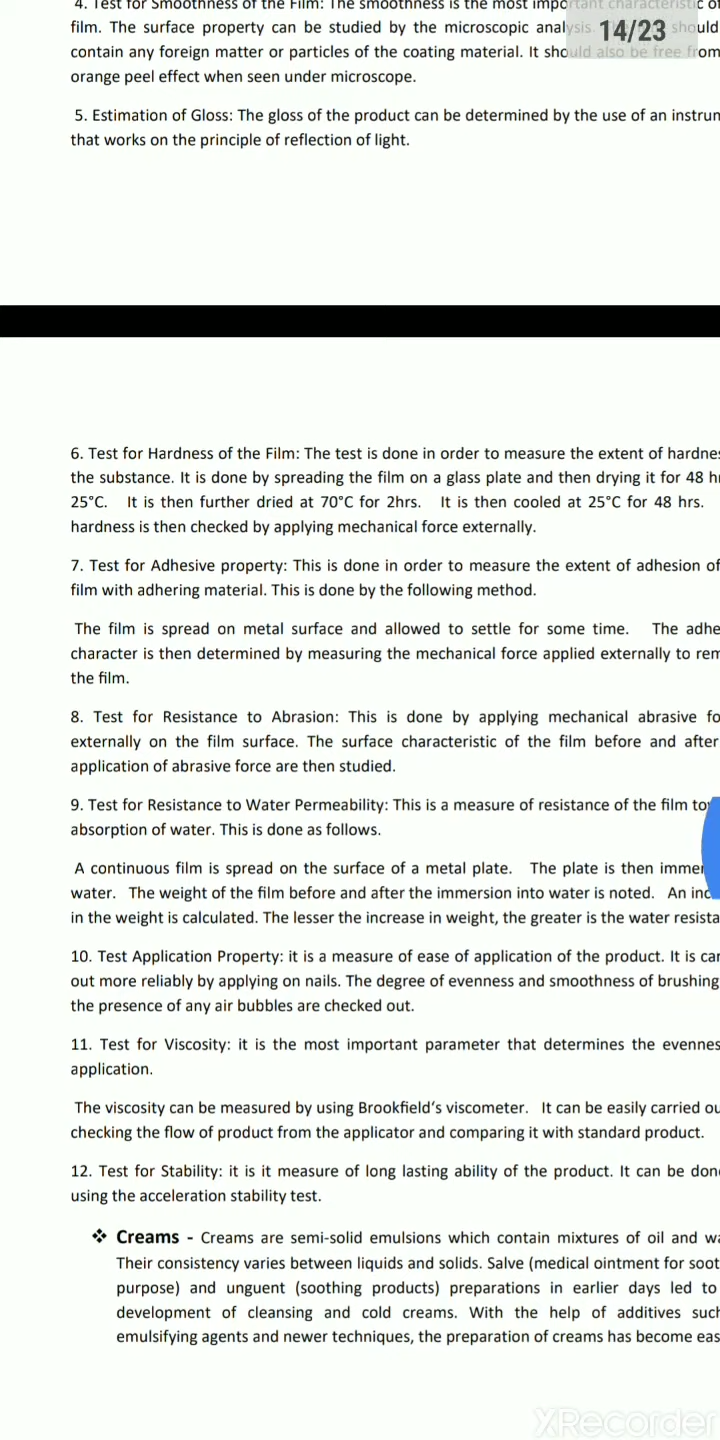 4. Test for Smoothness of the Film: The smoothness is the most important characteristic of
film. The surface property can be studied by the microscopic analysis. should
14/23
contain any foreign matter or particles of the coating material. It should also be free from
orange peel effect when seen under microscope.
5. Estimation of Gloss: The gloss of the product can be determined by the use of an instrum
that works on the principle of reflection of light.
6. Test for Hardness of the Film: The test is done in order to measure the extent of hardnes
the substance. It is done by spreading the film on a glass plate and then drying it for 48 h
25°C. It is then further dried at 70°C for 2hrs. It is then cooled at 25°C for 48 hrs.
hardness is then checked by applying mechanical force externally.
7. Test for Adhesive property: This is done in order to measure the extent of adhesion of
film with adhering material. This is done by the following method.
The film is spread on metal surface and allowed to settle for some time. The adhe
character is then determined by measuring the mechanical force applied externally to rem
the film.
8. Test for Resistance to Abrasion: This is done by applying mechanical abrasive fo
externally on the film surface. The surface characteristic of the film before and after
application of abrasive force are then studied.
9. Test for Resistance to Water Permeability: This is a measure of resistance of the film to
absorption of water. This is done as follows.
A continuous film is spread on the surface of a metal plate. The plate is then immer
water. The weight of the film before and after the immersion into water is noted. An inc
in the weight is calculated. The lesser the increase in weight, the greater is the water resista
10. Test Application Property: it is a measure of ease of application of the product. It is car
out more reliably by applying on nails. The degree of evenness and smoothness of brushing
the presence of any air bubbles are checked out.
11. Test for Viscosity: it is the most important parameter that determines the evennes
application.
The viscosity can be measured by using Brookfield's viscometer. It can be easily carried ou
checking the flow of product from the applicator and comparing it with standard product.
12. Test for Stability: it is it measure of long lasting ability of the product. It can be done
using the acceleration stability test.
❖ Creams - Creams are semi-solid emulsions which contain mixtures of oil and wa
Their consistency varies between liquids and solids. Salve (medical ointment for soot
purpose) and unguent (soothing products) preparations in earlier days led to
development of cleansing and cold creams. With the help of additives such
emulsifying agents and newer techniques, the preparation of creams has become eas
XRecorder